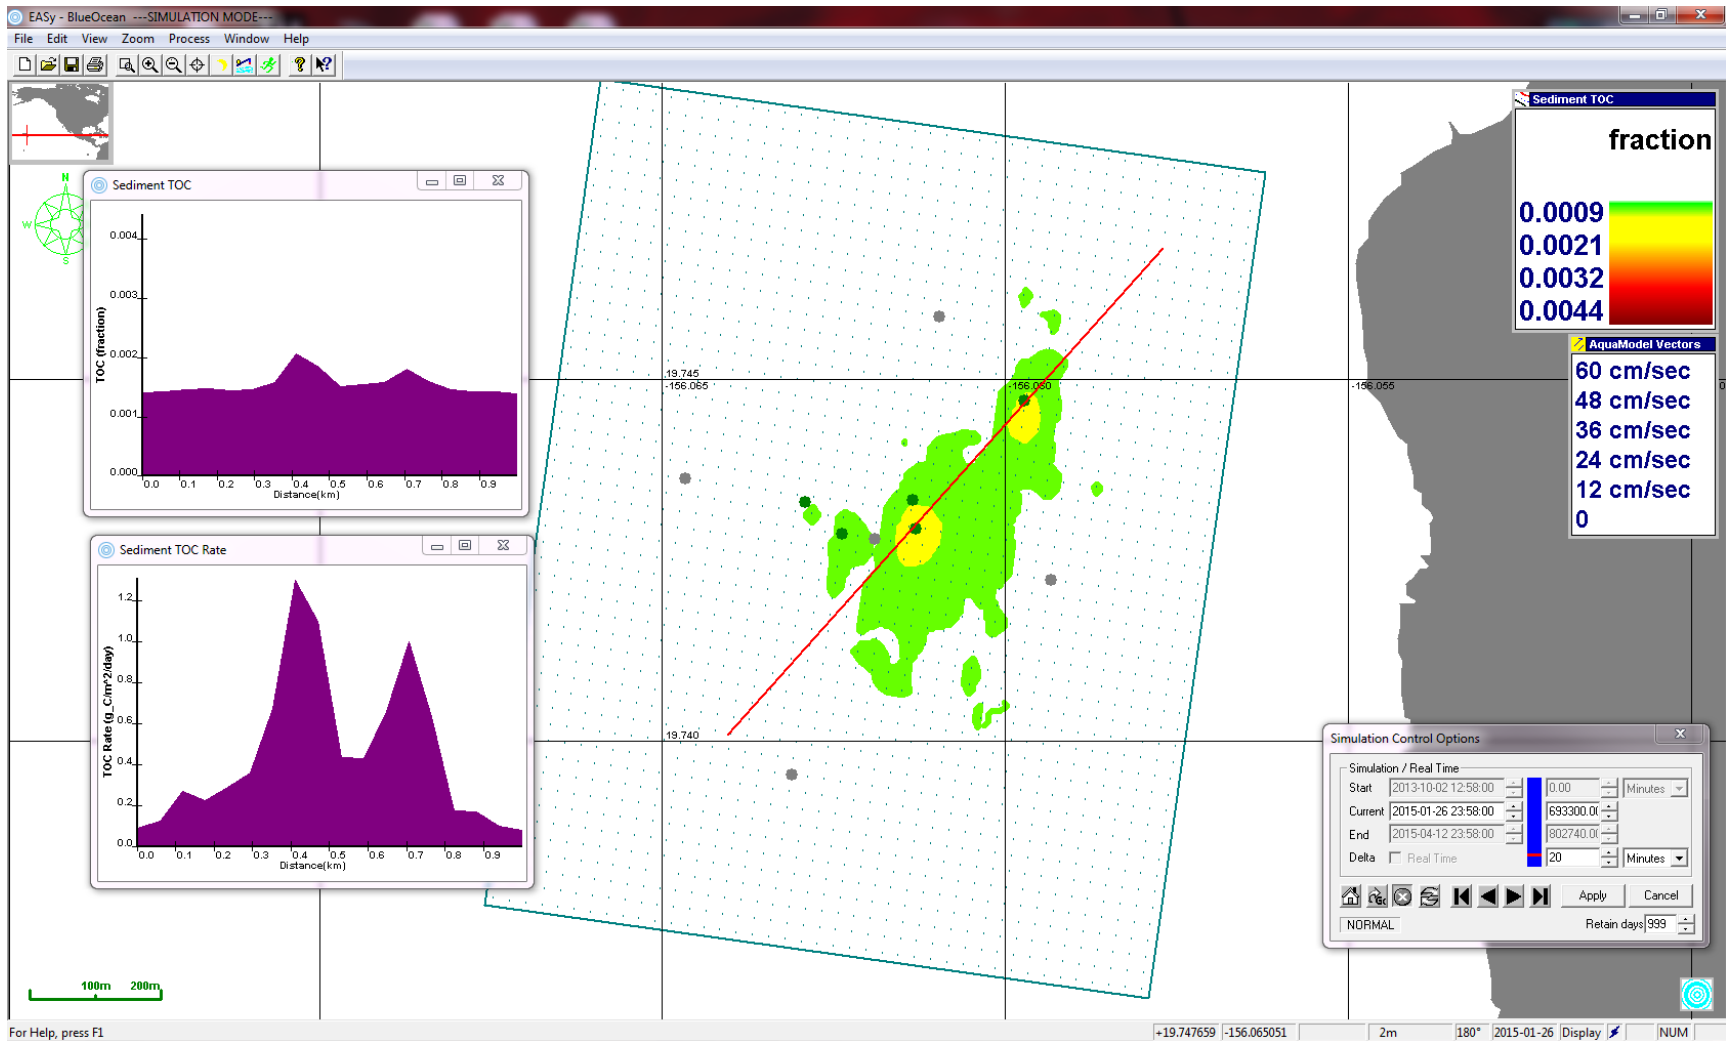 EASy - BlueOcean ---SIMULATION MODE---
File Edit View Zoom Process Window Help
N
W
S
Sediment TOC
TOC (fraction)
0.004
0.003
0.002
0.001
0.000
0.0 0.1 0.2 0.3 0.4 0.5 0.6 0.7 0.8 0.9
Distance(km)
Sediment TOC Rate
TOC Rate (g_C/m^2/day)
1.2
1.0
0.8
0.6
0.4
0.2
0.0
0.0 0.1 0.2 0.3 0.4 0.5 0.6 0.7 0.8 0.9
Distance(km)
19.745
-156.065
-156.060
-156.055
19.740
Sediment TOC
fraction
0.0009
0.0021
0.0032
0.0044
AquaModel Vectors
60 cm/sec
48 cm/sec
36 cm/sec
24 cm/sec
12 cm/sec
0
Simulation Control Options
Simulation / Real Time
Start 2013-10-02 12:58:00 0.00 Minutes
Current 2015-01-26 23:58:00 693300.0
End 2015-04-12 23:58:00 802740.0
Delta Real Time 20 Minutes
Go
Apply Cancel
NORMAL Retain days 999
100m 200m
For Help, press F1
+19.747659 -156.065051 2m 180° 2015-01-26 Display NUM